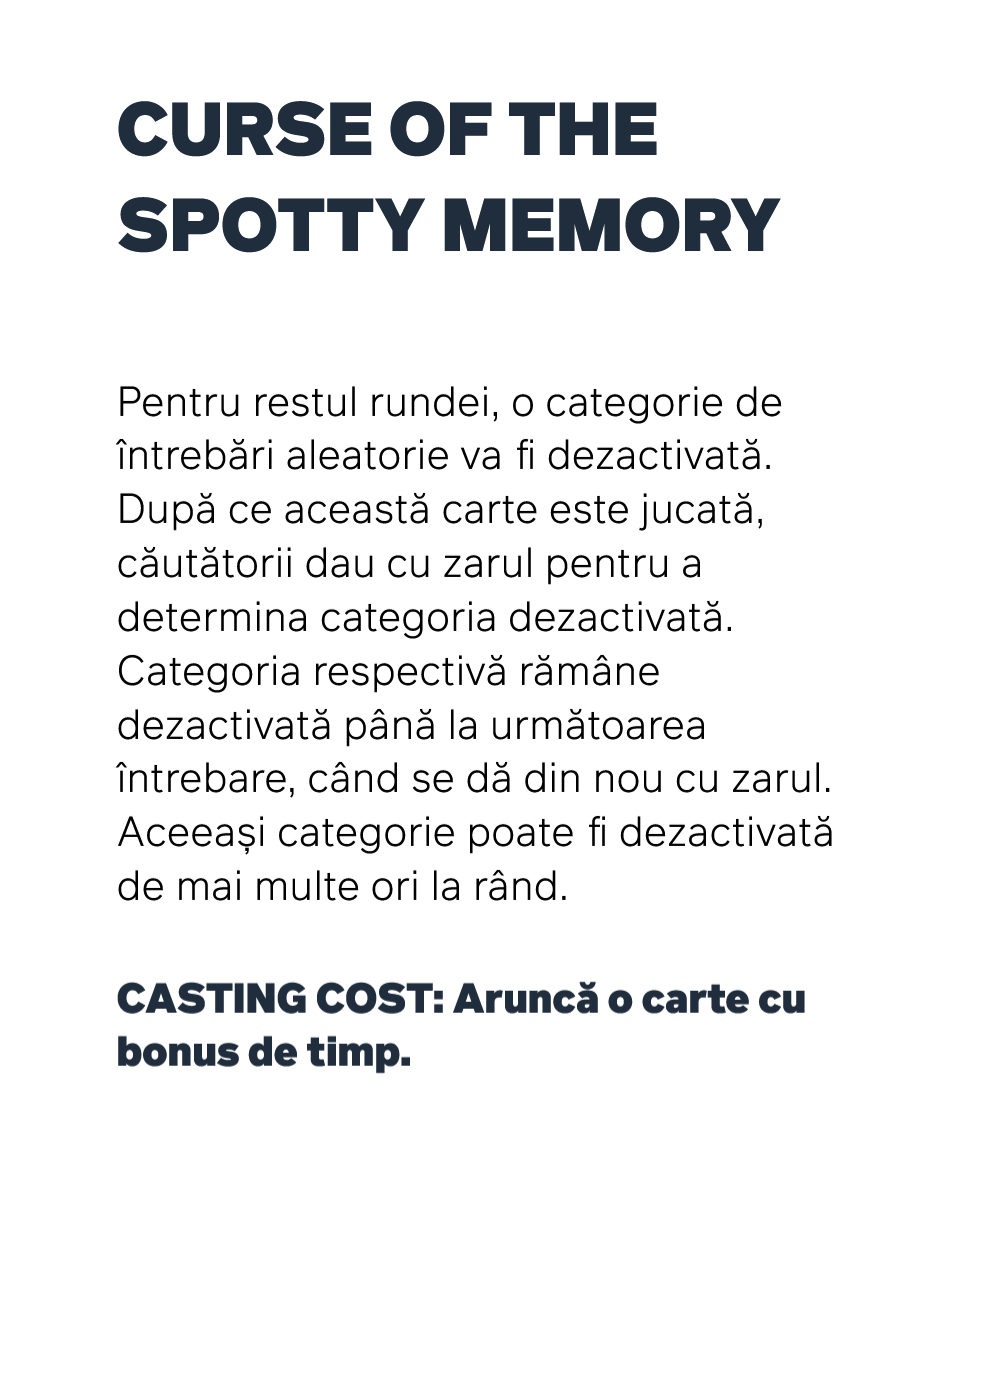 CURSE OF THE
SPOTTY MEMORY
Pentru restul rundei, o categorie de
întrebări aleatorie va fi dezactivată.
După ce această carte este jucată,
căutătorii dau cu zarul pentru a
determina categoria dezactivată.
Categoria respectivă rămâne
dezactivată până la următoarea
întrebare, când se dă din nou cu zarul.
Aceeași categorie poate fi dezactivată
de mai multe ori la rând.
CASTING COST: Aruncă o carte cu
bonus de timp.